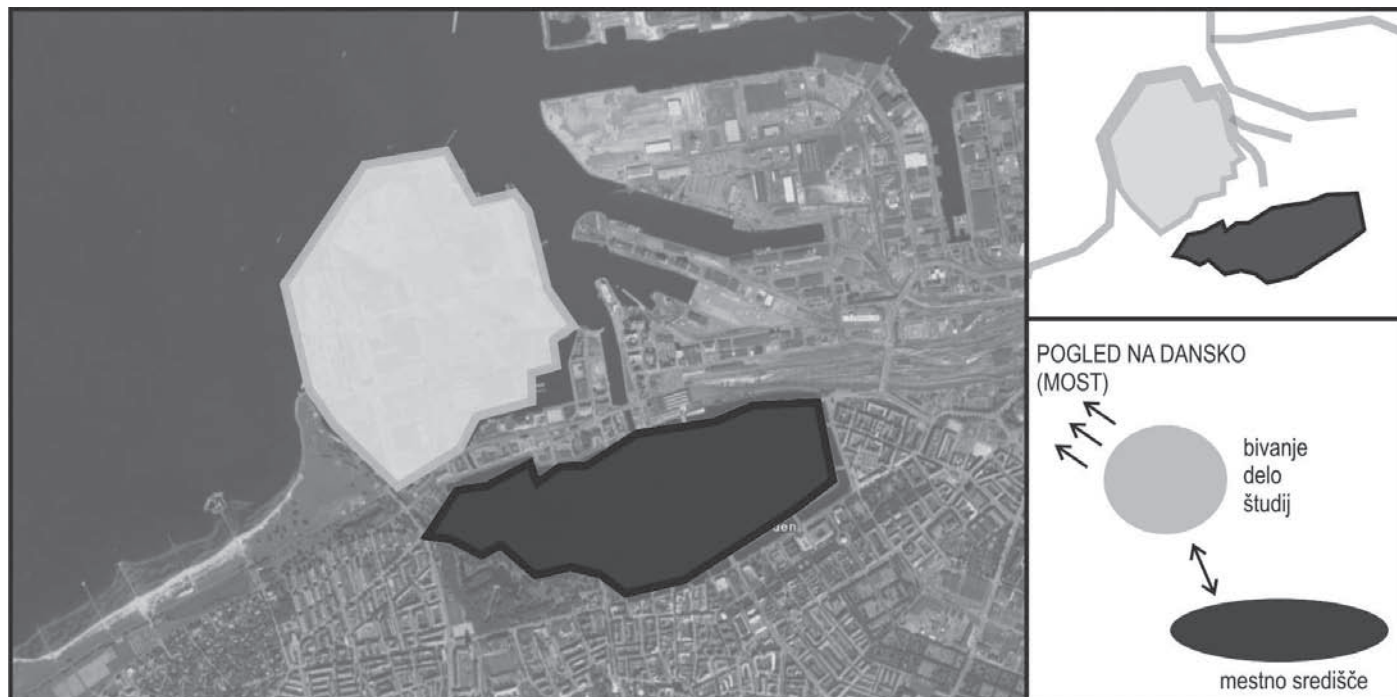 POGLED NA DANSKO
(MOST)
bivanje
delo
študij
mestno središče